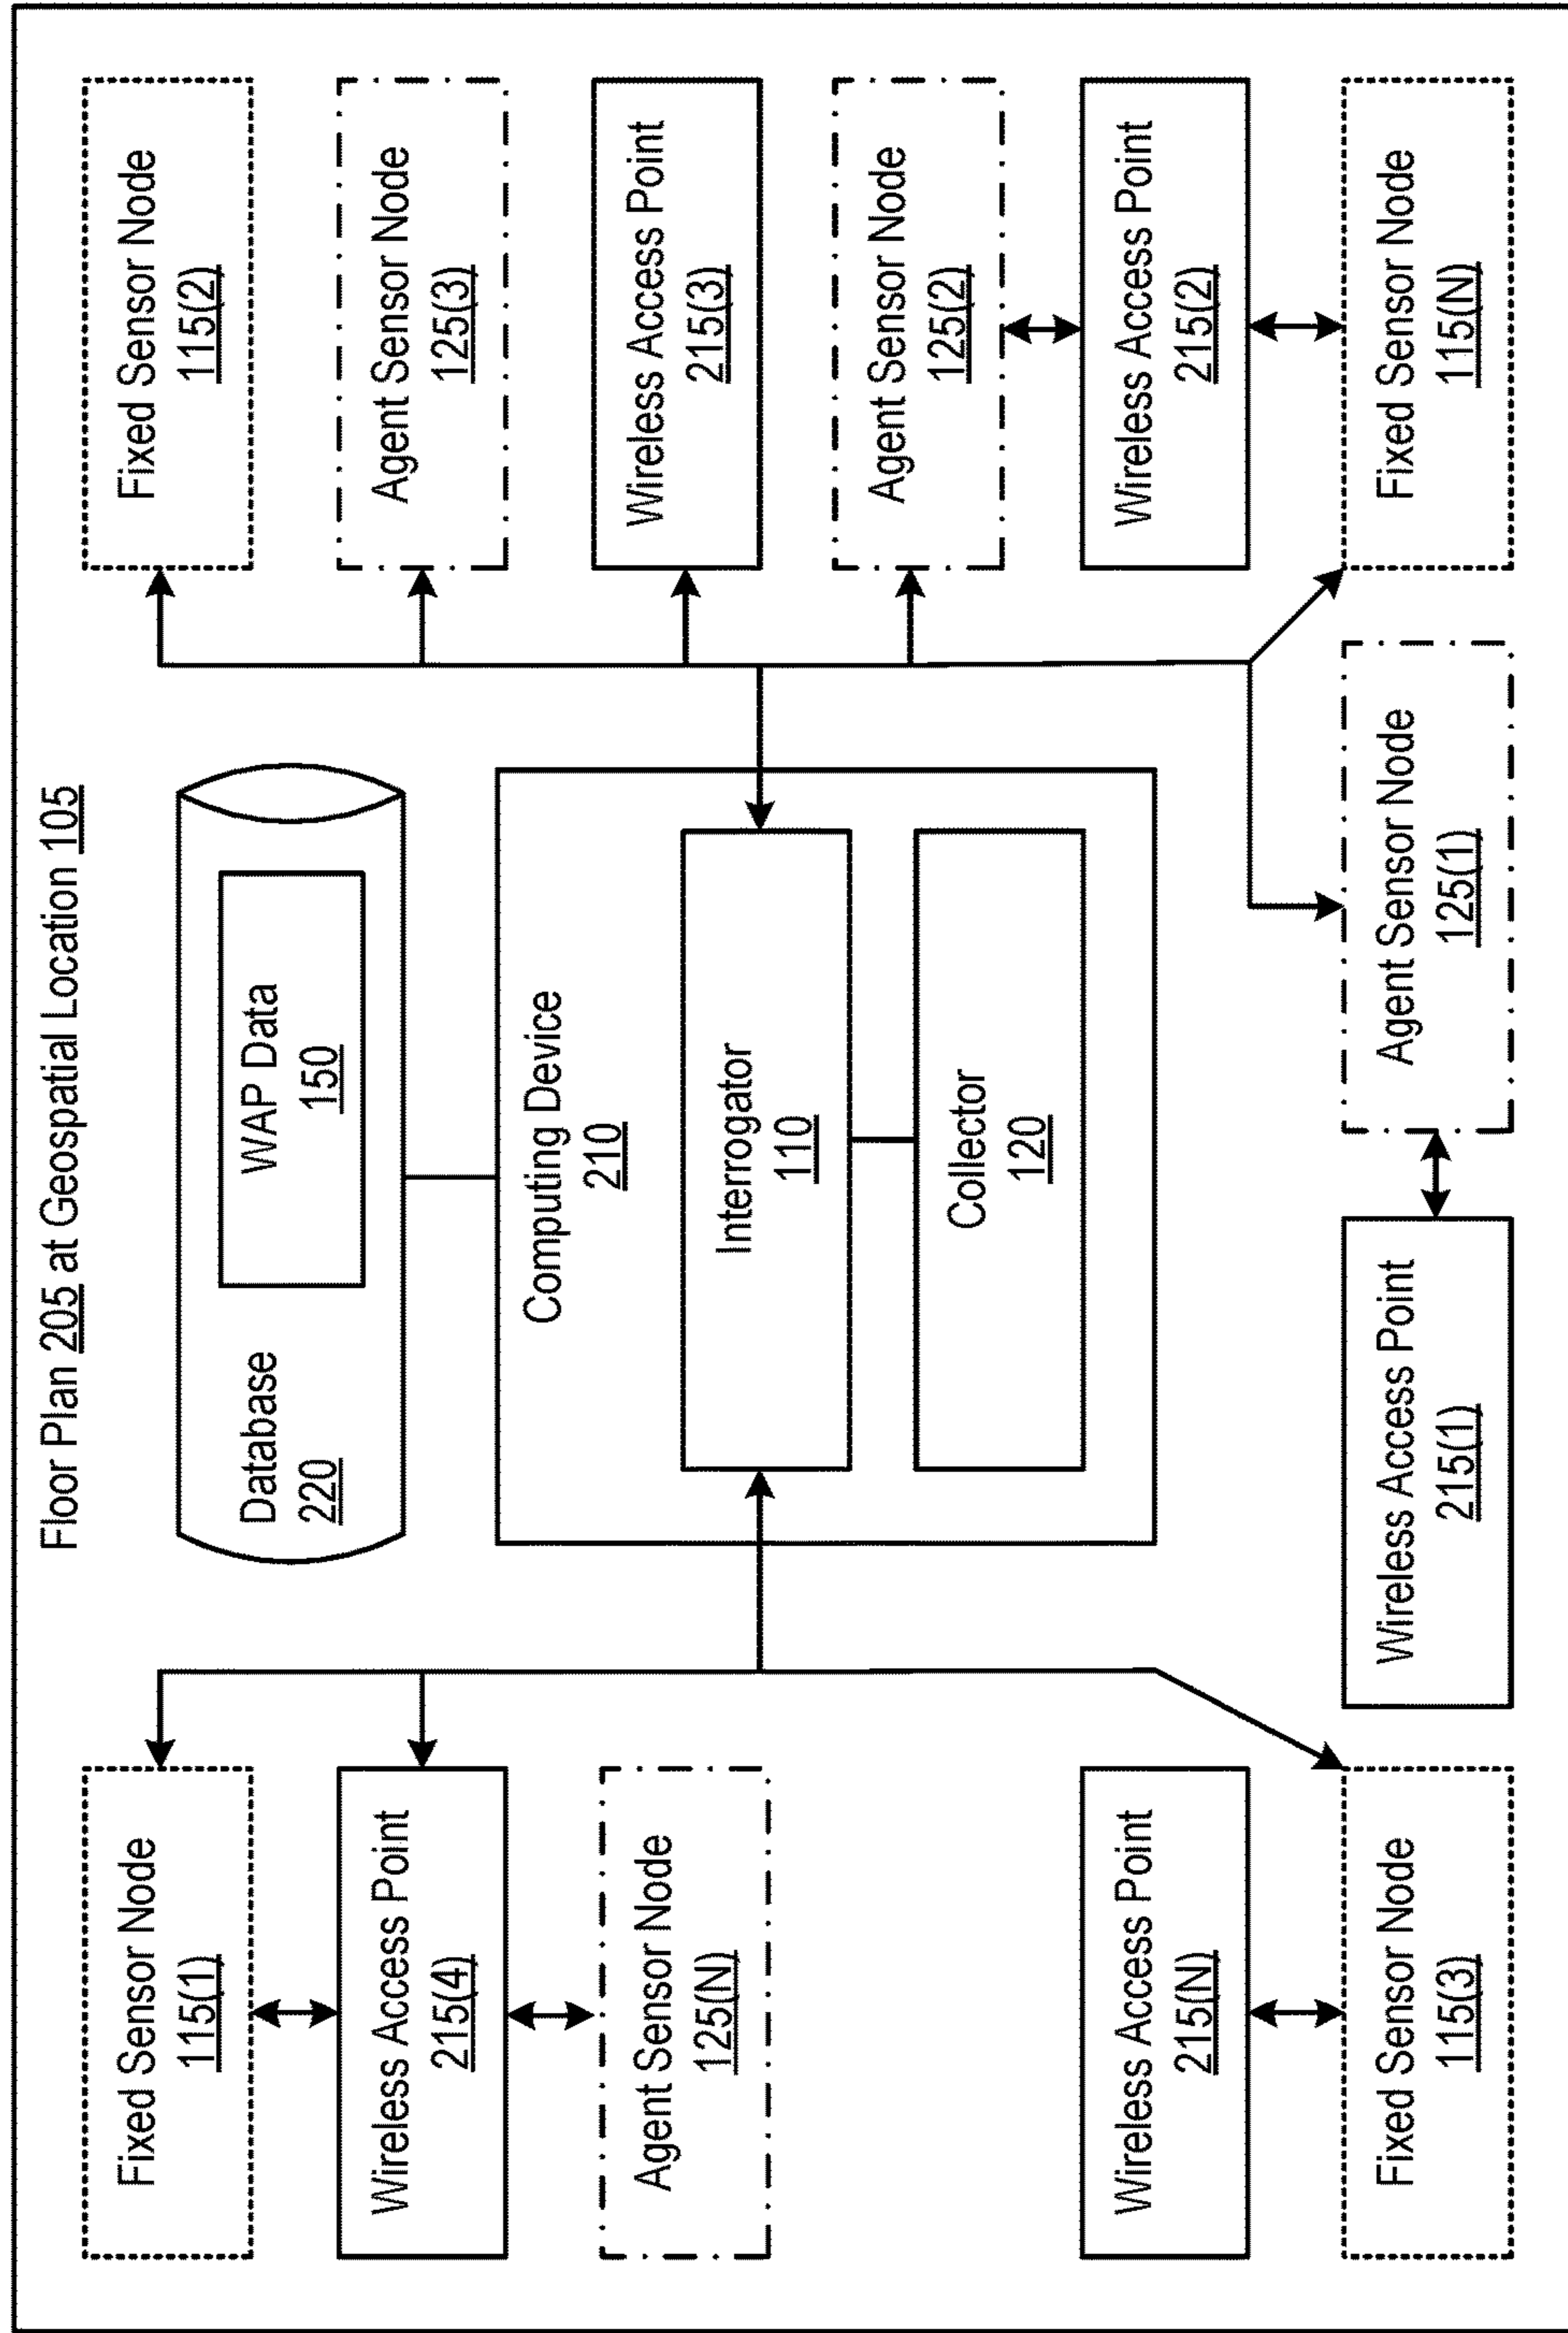 Floor Plan 205 at Geospatial Location 105
Fixed Sensor Node
115(1)
Wireless Access Point
215(4)
Agent Sensor Node
125(N)
Wireless Access Point
215(N)
Fixed Sensor Node
115(3)
Database
220
WAP Data
150
Computing Device
210
Interrogator
110
Collector
120
Wireless Access Point
215(1)
Agent Sensor Node
125(1)
Fixed Sensor Node
115(2)
Agent Sensor Node
125(3)
Wireless Access Point
215(3)
Agent Sensor Node
125(2)
Wireless Access Point
215(2)
Fixed Sensor Node
115(N)